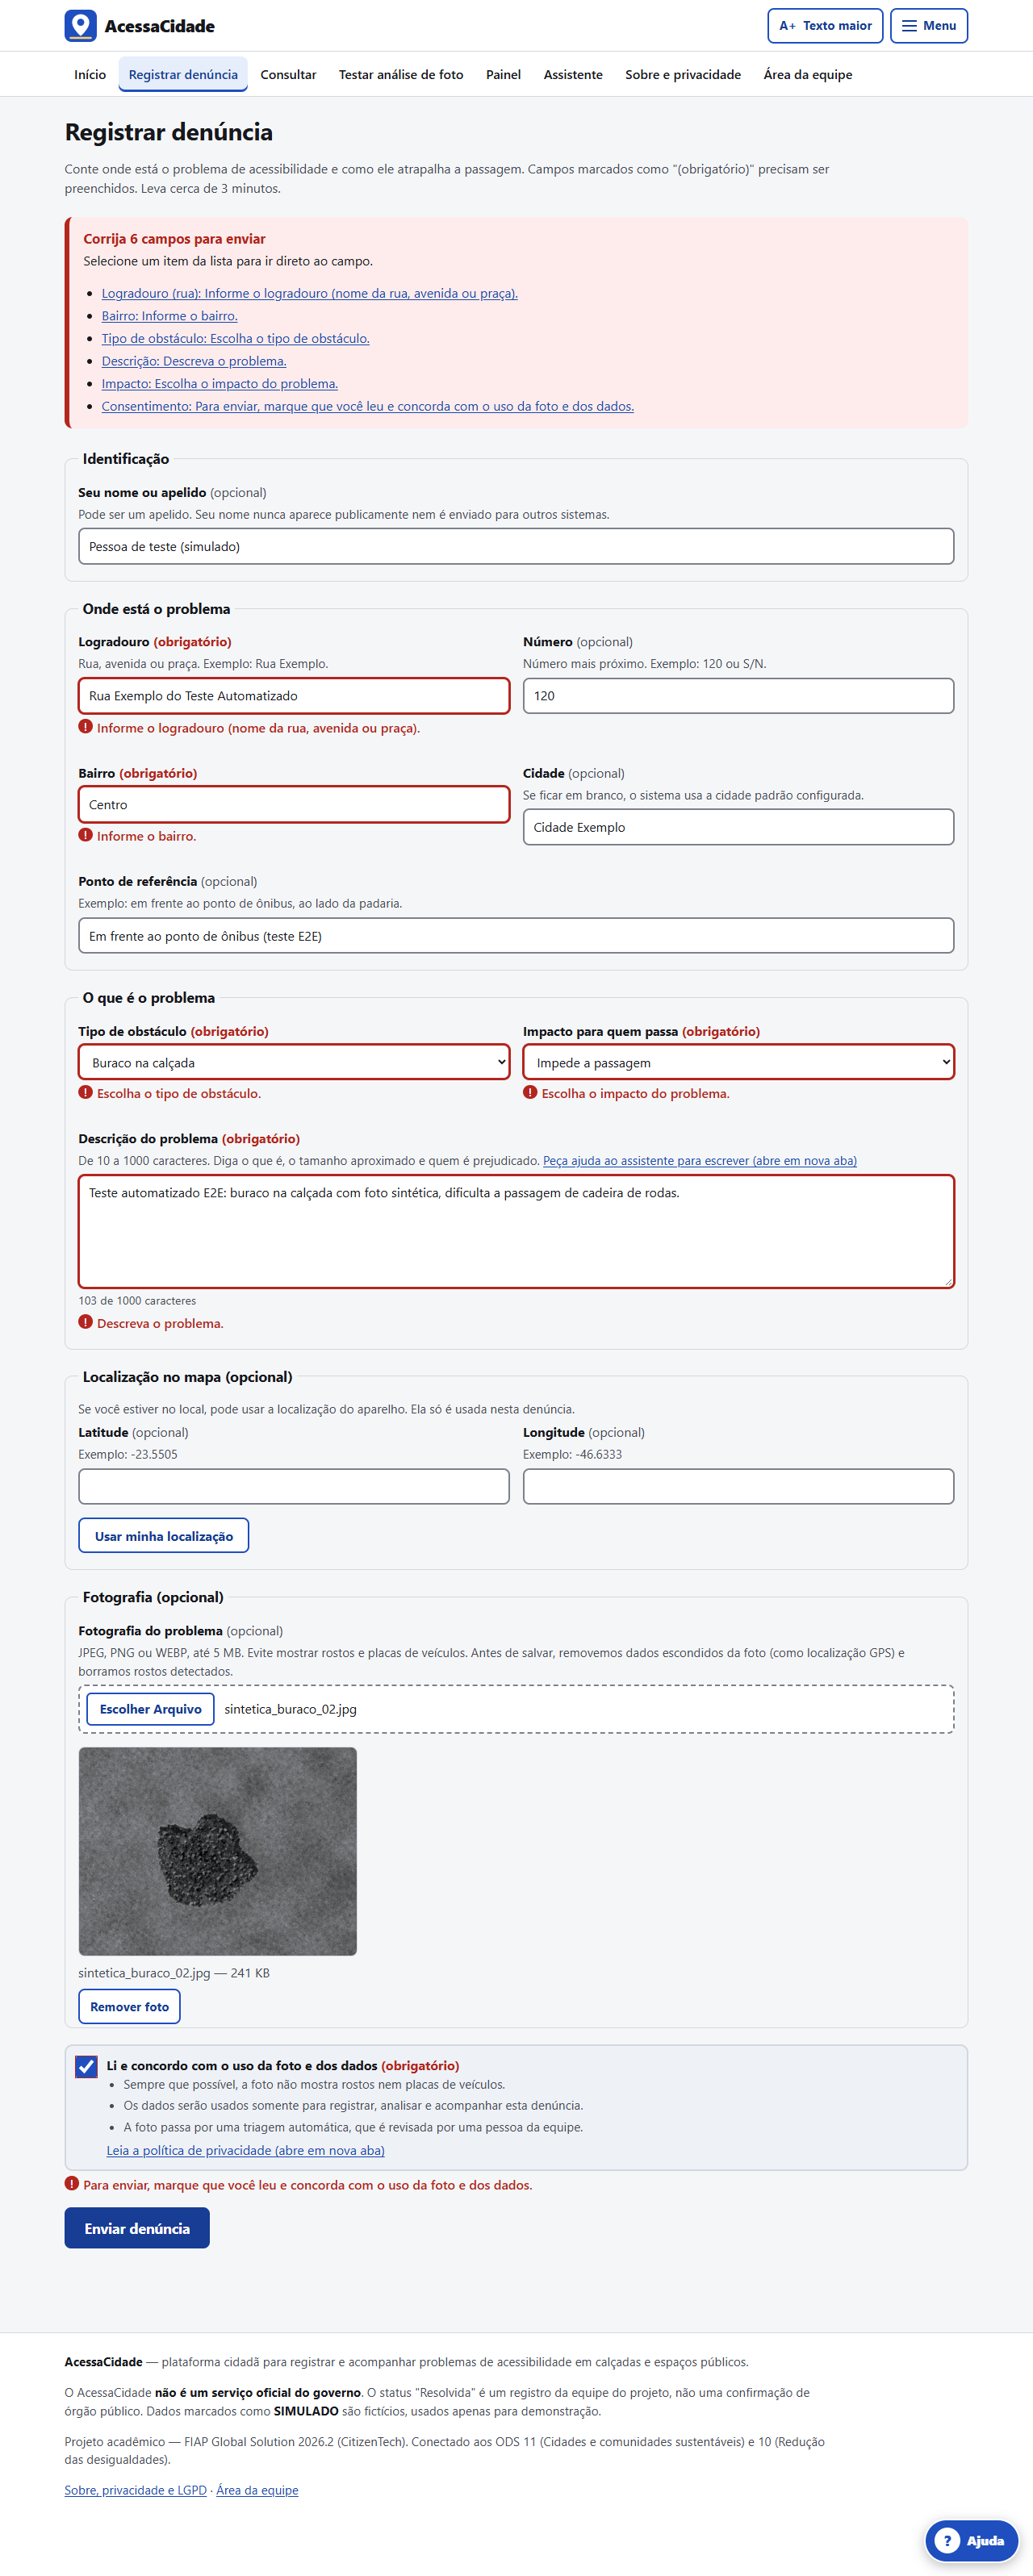 AcessaCidade
A+ Texto maior
Menu
Início
Registrar denúncia
Consultar
Testar análise de foto
Painel
Assistente
Sobre e privacidade
Área da equipe
Registrar denúncia
Conte onde está o problema de acessibilidade e como ele atrapalha a passagem. Campos marcados como "(obrigatório)" precisam ser
preenchidos. Leva cerca de 3 minutos.
Corrija 6 campos para enviar
Selecione um item da lista para ir direto ao campo.
Logradouro (rua): Informe o logradouro (nome da rua, avenida ou praça).
Bairro: Informe o bairro.
Tipo de obstáculo: Escolha o tipo de obstáculo.
Descrição: Descreva o problema.
Impacto: Escolha o impacto do problema.
Consentimento: Para enviar, marque que você leu e concorda com o uso da foto e dos dados.
Identificação
Seu nome ou apelido (opcional)
Pode ser um apelido. Seu nome nunca aparece publicamente nem é enviado para outros sistemas.
Pessoa de teste (simulado)
Onde está o problema
Logradouro (obrigatório)
Rua, avenida ou praça. Exemplo: Rua Exemplo.
Rua Exemplo do Teste Automatizado
! Informe o logradouro (nome da rua, avenida ou praça).
Número (opcional)
Número mais próximo. Exemplo: 120 ou S/N.
120
Bairro (obrigatório)
Centro
! Informe o bairro.
Cidade (opcional)
Se ficar em branco, o sistema usa a cidade padrão configurada.
Cidade Exemplo
Ponto de referência (opcional)
Exemplo: em frente ao ponto de ônibus, ao lado da padaria.
Em frente ao ponto de ônibus (teste E2E)
O que é o problema
Tipo de obstáculo (obrigatório)
Buraco na calçada
! Escolha o tipo de obstáculo.
Impacto para quem passa (obrigatório)
Impede a passagem
! Escolha o impacto do problema.
Descrição do problema (obrigatório)
De 10 a 1000 caracteres. Diga o que é, o tamanho aproximado e quem é prejudicado. Peça ajuda ao assistente para escrever (abre em nova aba)
Teste automatizado E2E: buraco na calçada com foto sintética, dificulta a passagem de cadeira de rodas.
103 de 1000 caracteres
! Descreva o problema.
Localização no mapa (opcional)
Se você estiver no local, pode usar a localização do aparelho. Ela só é usada nesta denúncia.
Latitude (opcional)
Exemplo: -23.5505
Longitude (opcional)
Exemplo: -46.6333
Usar minha localização
Fotografia (opcional)
Fotografia do problema (opcional)
JPEG, PNG ou WEBP, até 5 MB. Evite mostrar rostos e placas de veículos. Antes de salvar, removemos dados escondidos da foto (como localização GPS) e
borramos rostos detectados.
Escolher Arquivo sintetica_buraco_02.jpg
sintetica_buraco_02.jpg — 241 KB
Remover foto
Li e concordo com o uso da foto e dos dados (obrigatório)
Sempre que possível, a foto não mostra rostos nem placas de veículos.
Os dados serão usados somente para registrar, analisar e acompanhar esta denúncia.
A foto passa por uma triagem automática, que é revisada por uma pessoa da equipe.
Leia a política de privacidade (abre em nova aba)
! Para enviar, marque que você leu e concorda com o uso da foto e dos dados.
Enviar denúncia
AcessaCidade — plataforma cidadã para registrar e acompanhar problemas de acessibilidade em calçadas e espaços públicos.
O AcessaCidade não é um serviço oficial do governo. O status "Resolvida" é um registro da equipe do projeto, não uma confirmação de
órgão público. Dados marcados como SIMULADO são fictícios, usados apenas para demonstração.
Projeto acadêmico — FIAP Global Solution 2026.2 (CitizenTech). Conectado aos ODS 11 (Cidades e comunidades sustentáveis) e 10 (Redução
das desigualdades).
Sobre, privacidade e LGPD · Área da equipe
? Ajuda